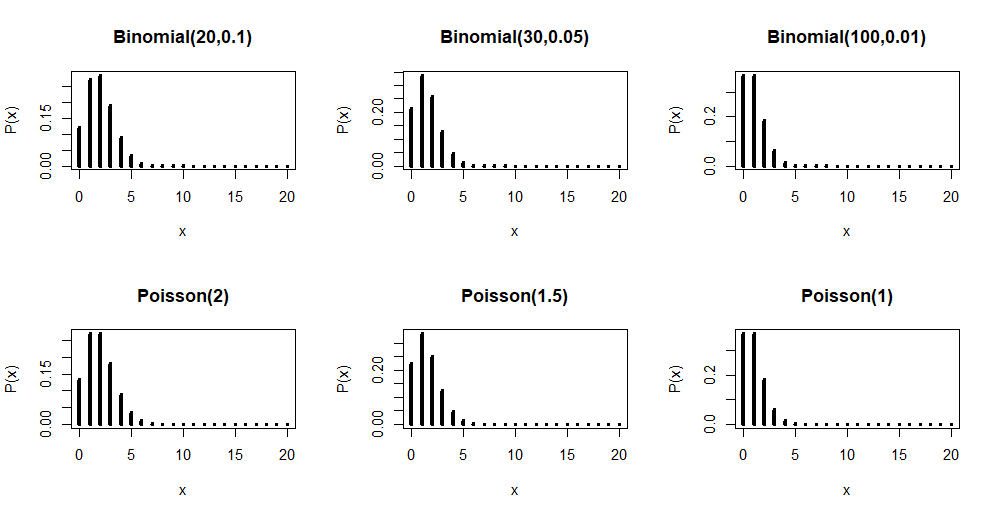 Binomial(20,0.1)
P(x)
0.00 0.15
0 5 10 15 20
x
Binomial(30,0.05)
P(x)
0.00 0.20
0 5 10 15 20
x
Binomial(100,0.01)
P(x)
0.0 0.2
0 5 10 15 20
x
Poisson(2)
P(x)
0.00 0.15
0 5 10 15 20
x
Poisson(1.5)
P(x)
0.00 0.20
0 5 10 15 20
x
Poisson(1)
P(x)
0.0 0.2
0 5 10 15 20
x